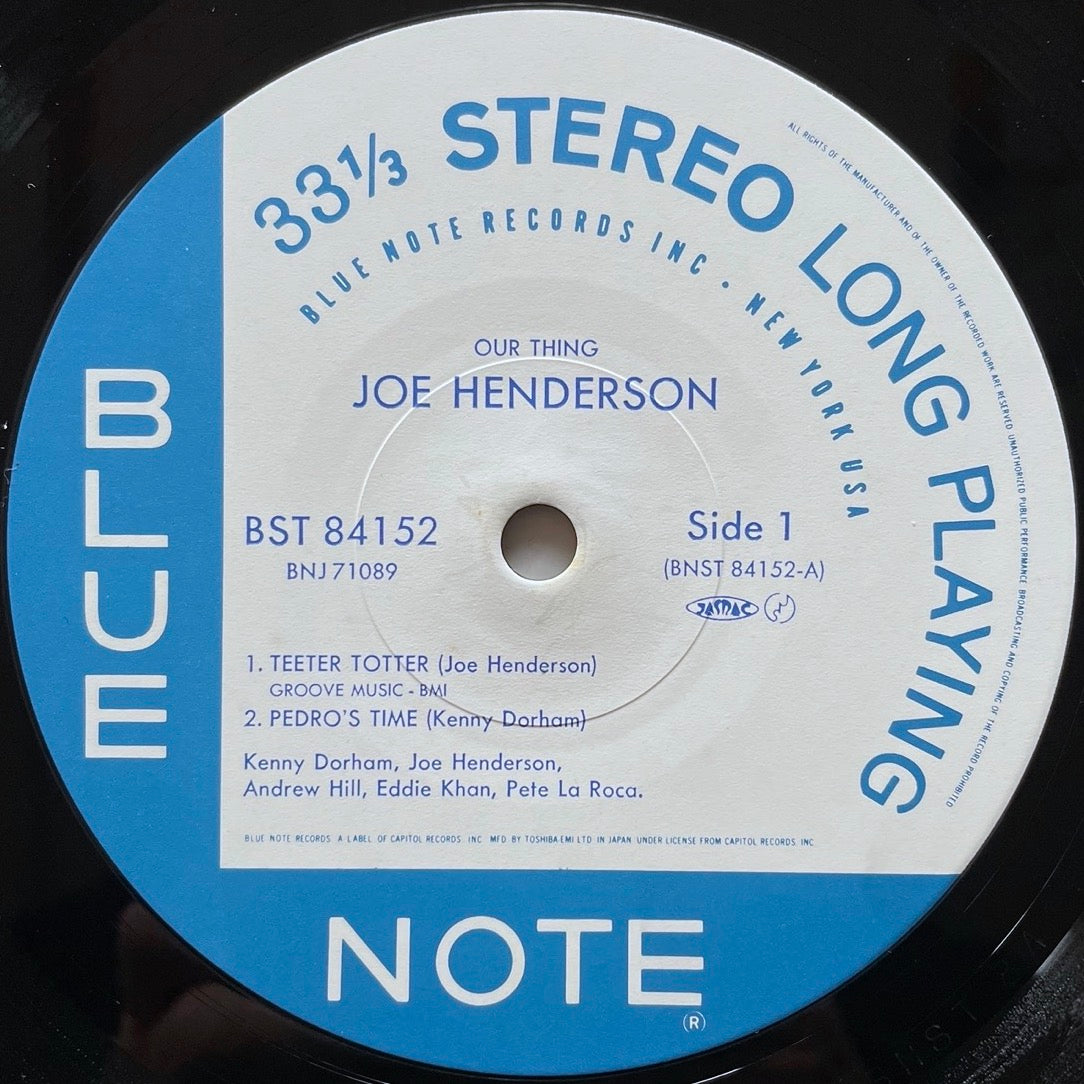 33 1/3 STEREO LONG PLAYING
BLUE NOTE RECORDS INC · NEW YORK USA
ALL RIGHTS OF THE MANUFACTURER AND OF THE OWNER OF THE RECORDED WORK ARE RESERVED. UNAUTHORIZED PUBLIC PERFORMANCE BROADCASTING AND COPYING OF THE RECORD PROHIBITED
OUR THING
JOE HENDERSON
BST 84152
BNJ 71089
Side 1
(BNST 84152-A)
JASRAC
1. TEETER TOTTER (Joe Henderson)
GROOVE MUSIC - BMI
2. PEDRO'S TIME (Kenny Dorham)
Kenny Dorham, Joe Henderson,
Andrew Hill, Eddie Khan, Pete La Roca.
BLUE NOTE RECORDS A LABEL OF CAPITOL RECORDS INC MFD BY TOSHIBA-EMI LTD IN JAPAN UNDER LICENSE FROM CAPITOL RECORDS INC
BLUE
NOTE
®